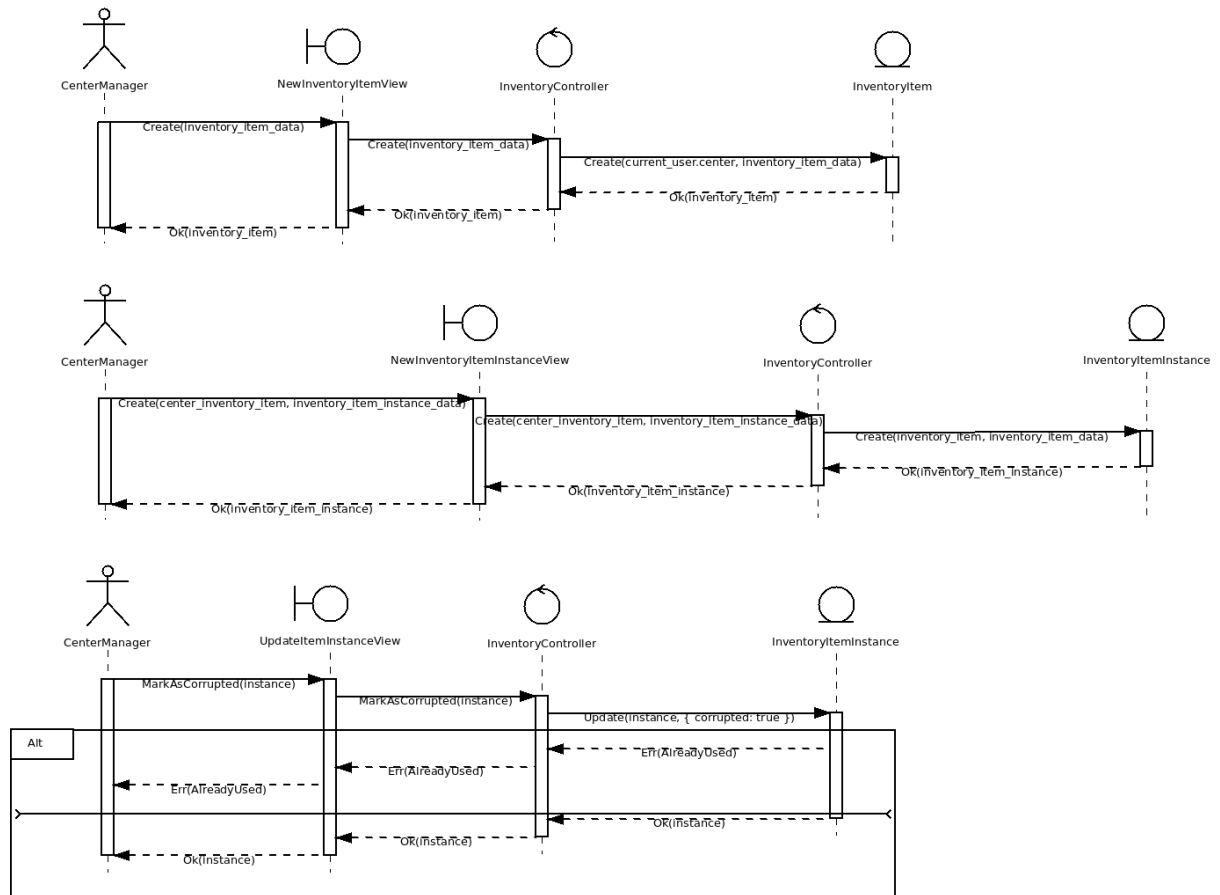 CenterManager
NewInventoryItemView
InventoryController
InventoryItem
Create(inventory_item_data)
Create(inventory_item_data)
Create(current_user.center, inventory_item_data)
Ok(inventory_item)
Ok(inventory_item)
Ok(inventory_item)
CenterManager
NewInventoryItemInstanceView
InventoryController
InventoryItemInstance
Create(center_inventory_item, inventory_item_instance_data)
Create(center_inventory_item, inventory_item_instance_data)
Create(inventory_item, inventory_item_data)
Ok(inventory_item_instance)
Ok(inventory_item_instance)
Ok(inventory_item_instance)
CenterManager
UpdateItemInstanceView
InventoryController
InventoryItemInstance
MarkAsCorrupted(instance)
MarkAsCorrupted(instance)
Update(instance, { corrupted: true })
Alt
Err(AlreadyUsed)
Err(AlreadyUsed)
Err(AlreadyUsed)
Ok(instance)
Ok(instance)
Ok(instance)